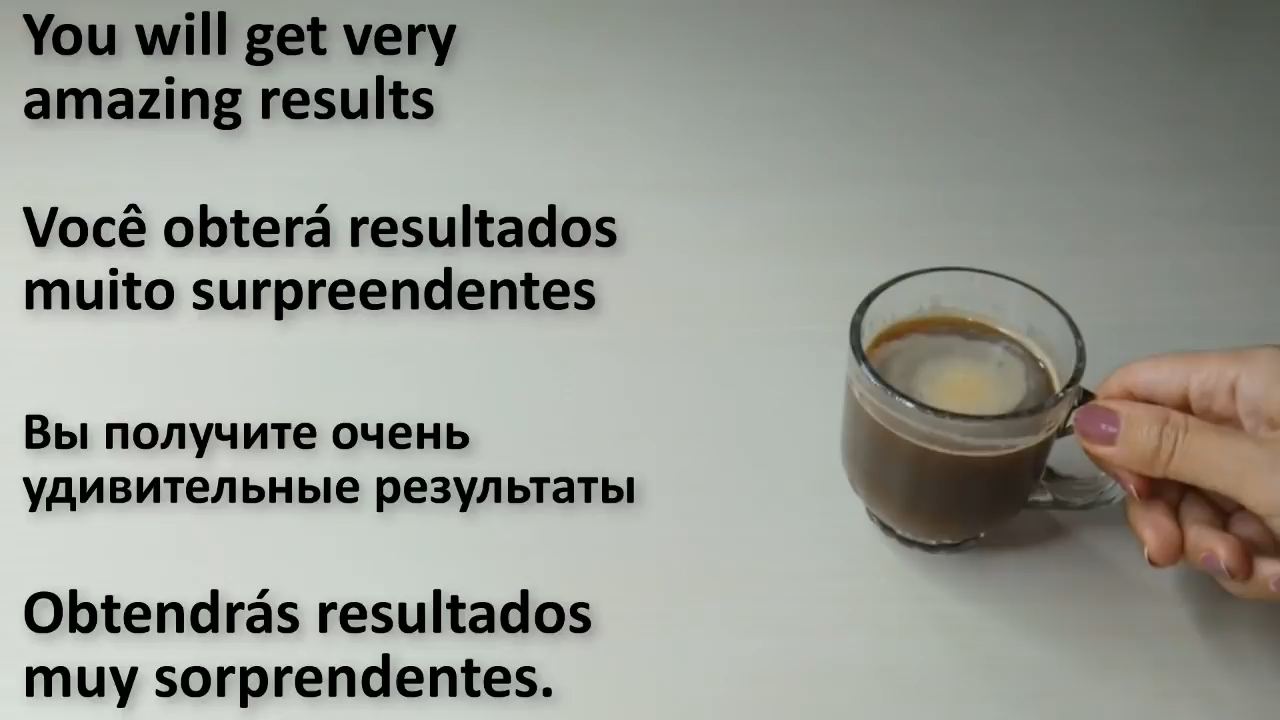 You will get very
amazing results
Você obterá resultados
muito surpreendentes
Вы получите очень
удивительные результаты
Obtendrás resultados
muy sorprendentes.